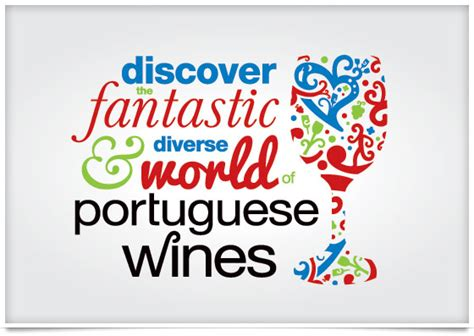 discover
the
fantastic
diverse
& world of
portuguese
wines